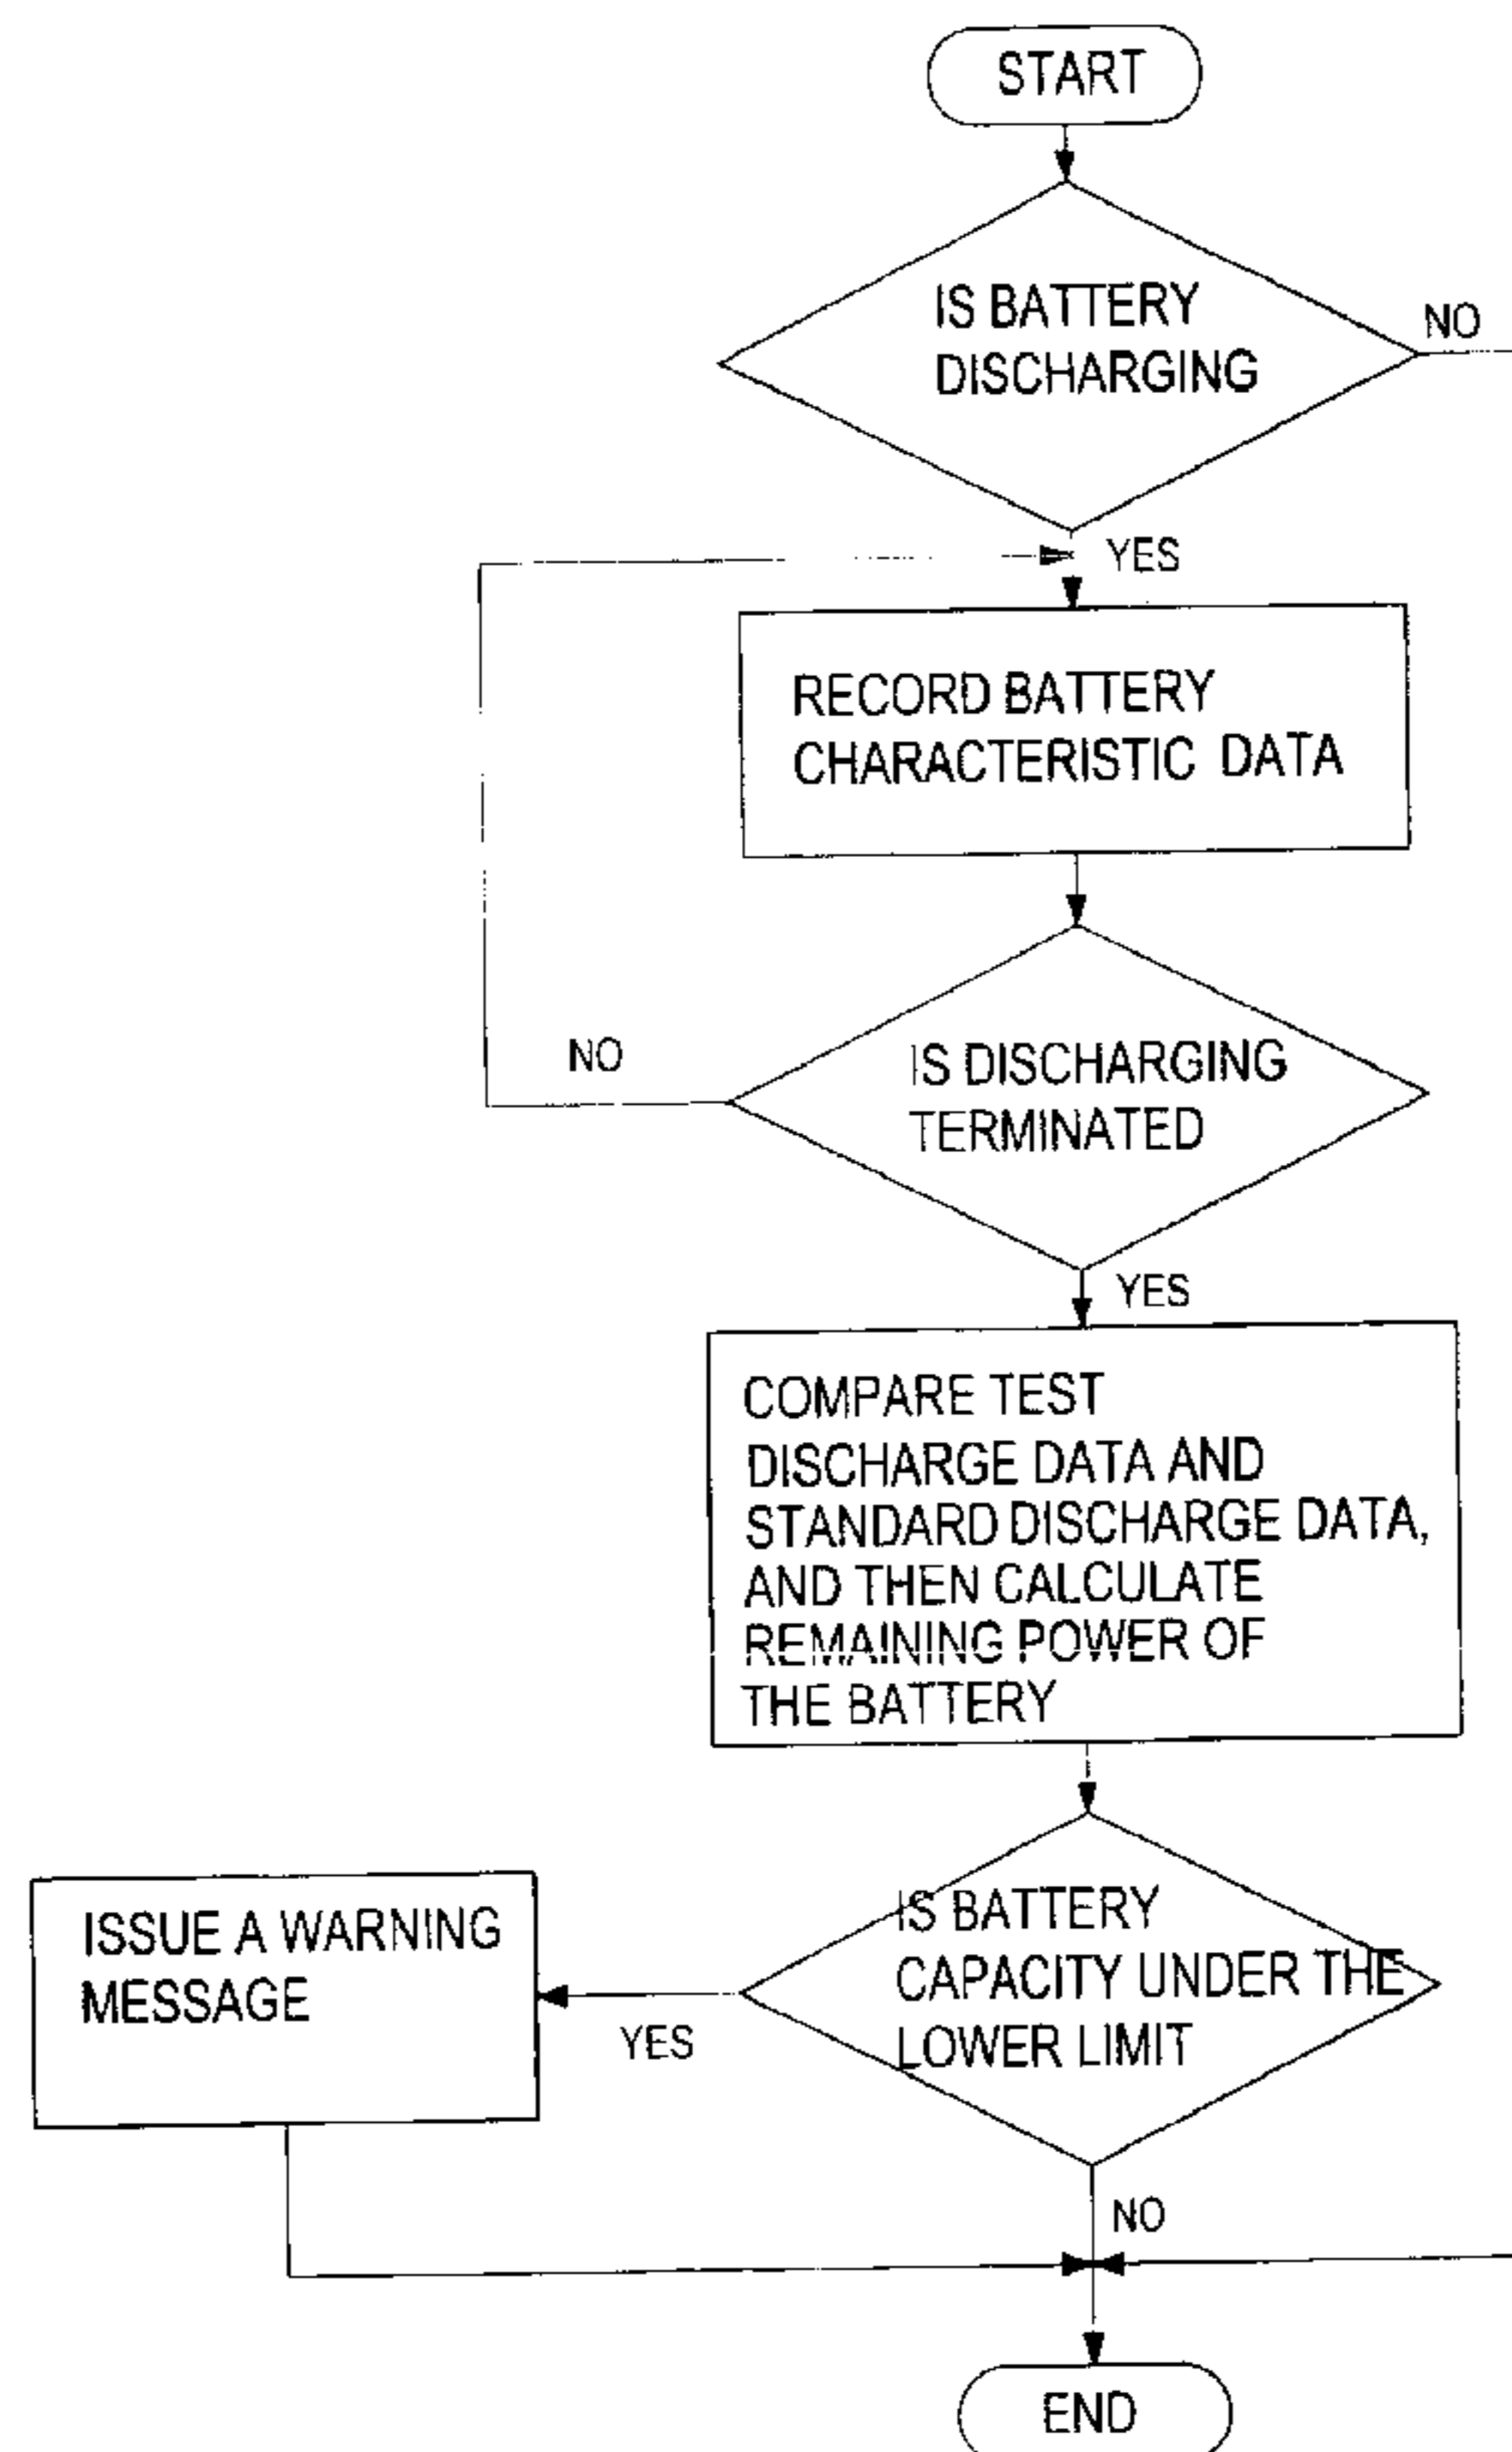 START
IS BATTERY
DISCHARGING
NO
YES
RECORD BATTERY
CHARACTERISTIC DATA
NO
IS DISCHARGING
TERMINATED
YES
COMPARE TEST
DISCHARGE DATA AND
STANDARD DISCHARGE DATA,
AND THEN CALCULATE
REMAINING POWER OF
THE BATTERY
ISSUE A WARNING
MESSAGE
YES
IS BATTERY
CAPACITY UNDER THE
LOWER LIMIT
NO
END